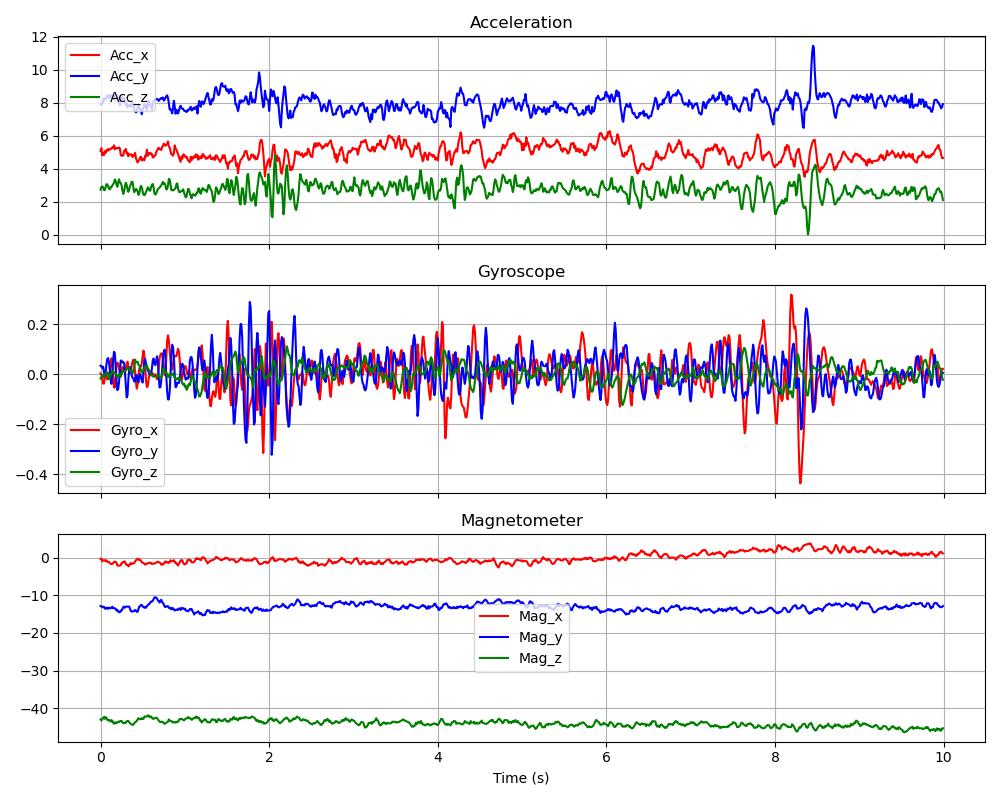 Acceleration
12
10
8
6
4
2
0
Acc_x
Acc_y
Acc_z
Gyroscope
0.2
0.0
−0.2
−0.4
Gyro_x
Gyro_y
Gyro_z
Magnetometer
0
−10
−20
−30
−40
Mag_x
Mag_y
Mag_z
0 2 4 6 8 10
Time (s)